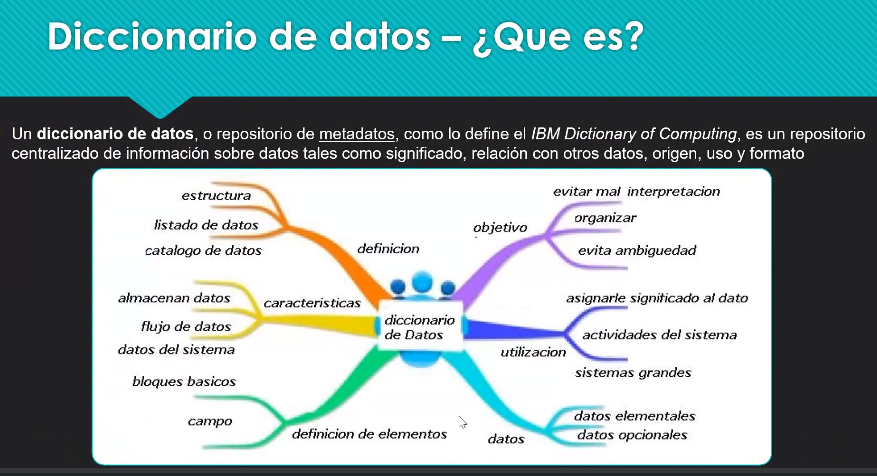 Diccionario de datos – ¿Que es?
Un diccionario de datos, o repositorio de metadatos, como lo define el IBM Dictionary of Computing, es un repositorio
centralizado de información sobre datos tales como significado, relación con otros datos, origen, uso y formato
estructura
listado de datos
catalogo de datos
definicion
almacenan datos
flujo de datos
datos del sistema
caracteristicas
bloques basicos
campo
definicion de elementos
diccionario
de Datos
objetivo
evitar mal interpretacion
organizar
evita ambiguedad
utilizacion
asignarle significado al dato
actividades del sistema
sistemas grandes
datos
datos elementales
datos opcionales